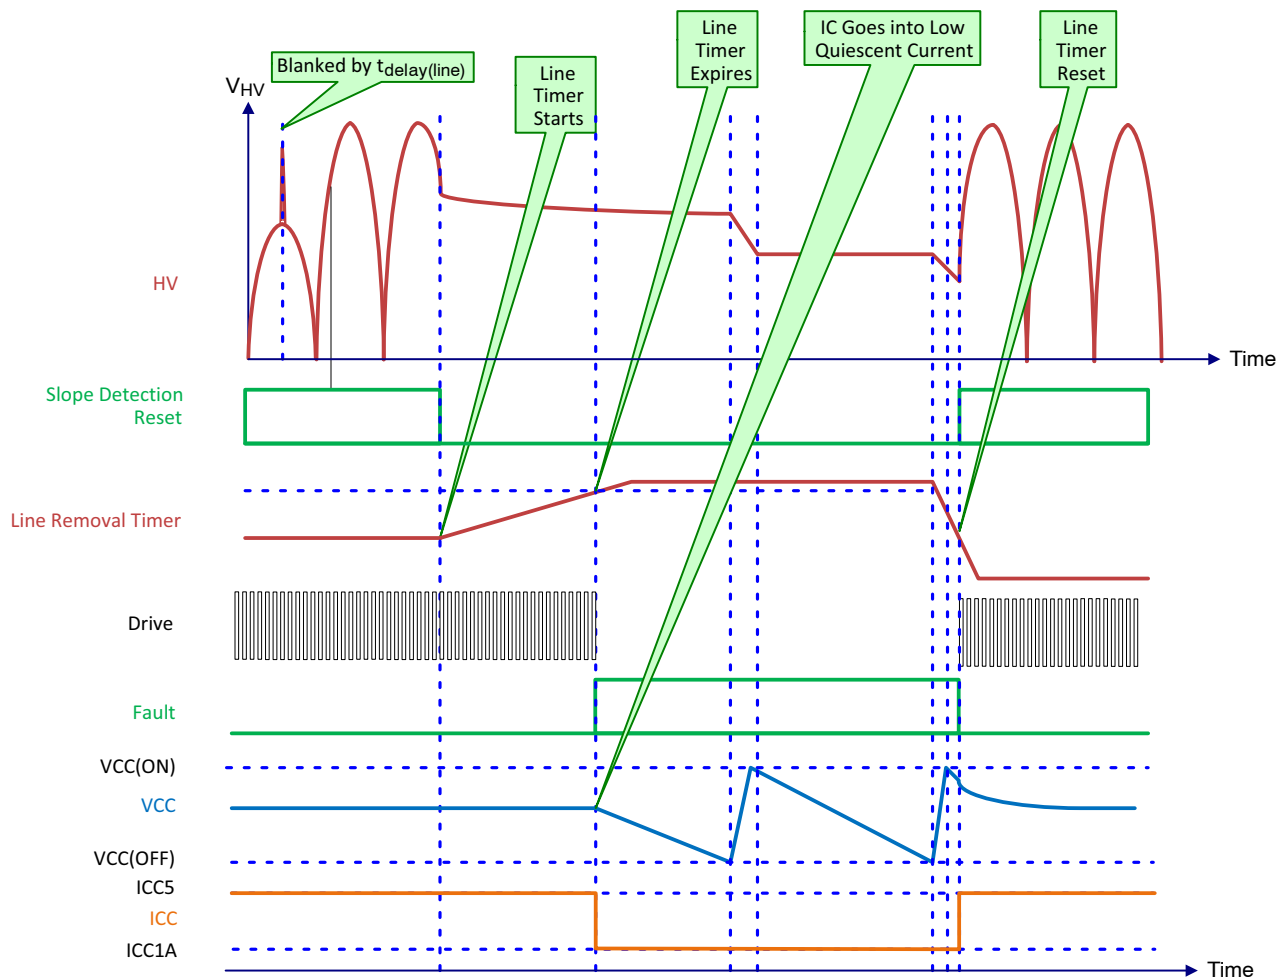 Blanked by tdelay(line)
Line
Timer
Starts
Line
Timer
Expires
IC Goes into Low
Quiescent Current
Line
Timer
Reset
VHV
HV
Time
Slope Detection
Reset
Line Removal Timer
Drive
Fault
VCC(ON)
VCC
VCC(OFF)
ICC5
ICC
ICC1A
Time